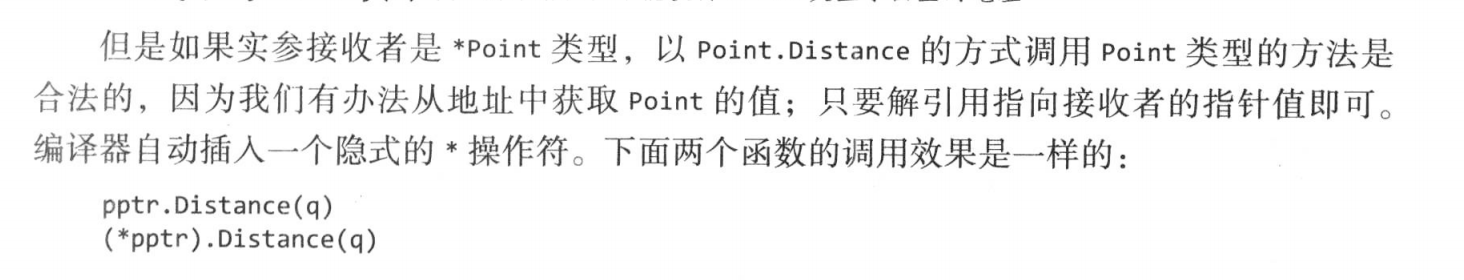 但是如果实参接收者是 *Point 类型，以 Point.Distance 的方式调用 Point 类型的方法是
合法的，因为我们有办法从地址中获取 Point 的值；只要解引用指向接收者的指针值即可。
编译器自动插入一个隐式的 * 操作符。下面两个函数的调用效果是一样的：
pptr.Distance(q)
(*pptr).Distance(q)